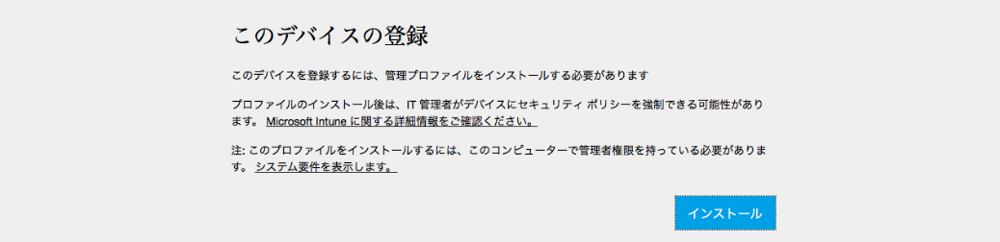 このデバイスの登録
このデバイスを登録するには、管理プロファイルをインストールする必要があります
プロファイルのインストール後は、IT 管理者がデバイスにセキュリティ ポリシーを強制できる可能性があり
ます。 Microsoft Intune に関する詳細情報をご確認ください。
注: このプロファイルをインストールするには、このコンピューターで管理者権限を持っている必要がありま
す。 システム要件を表示します。
インストール